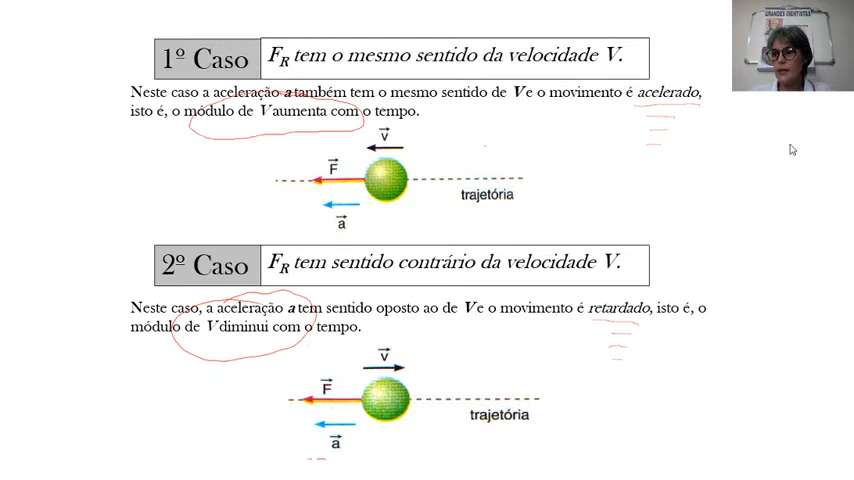 GRANDES CIENTISTAS
1º Caso
F_R tem o mesmo sentido da velocidade V.
Neste caso a aceleração a também tem o mesmo sentido de V e o movimento é acelerado,
isto é, o módulo de V aumenta com o tempo.
V
F
trajetória
a
2º Caso
F_R tem sentido contrário da velocidade V.
Neste caso, a aceleração a tem sentido oposto ao de V e o movimento é retardado, isto é, o
módulo de V diminui com o tempo.
V
F
trajetória
a